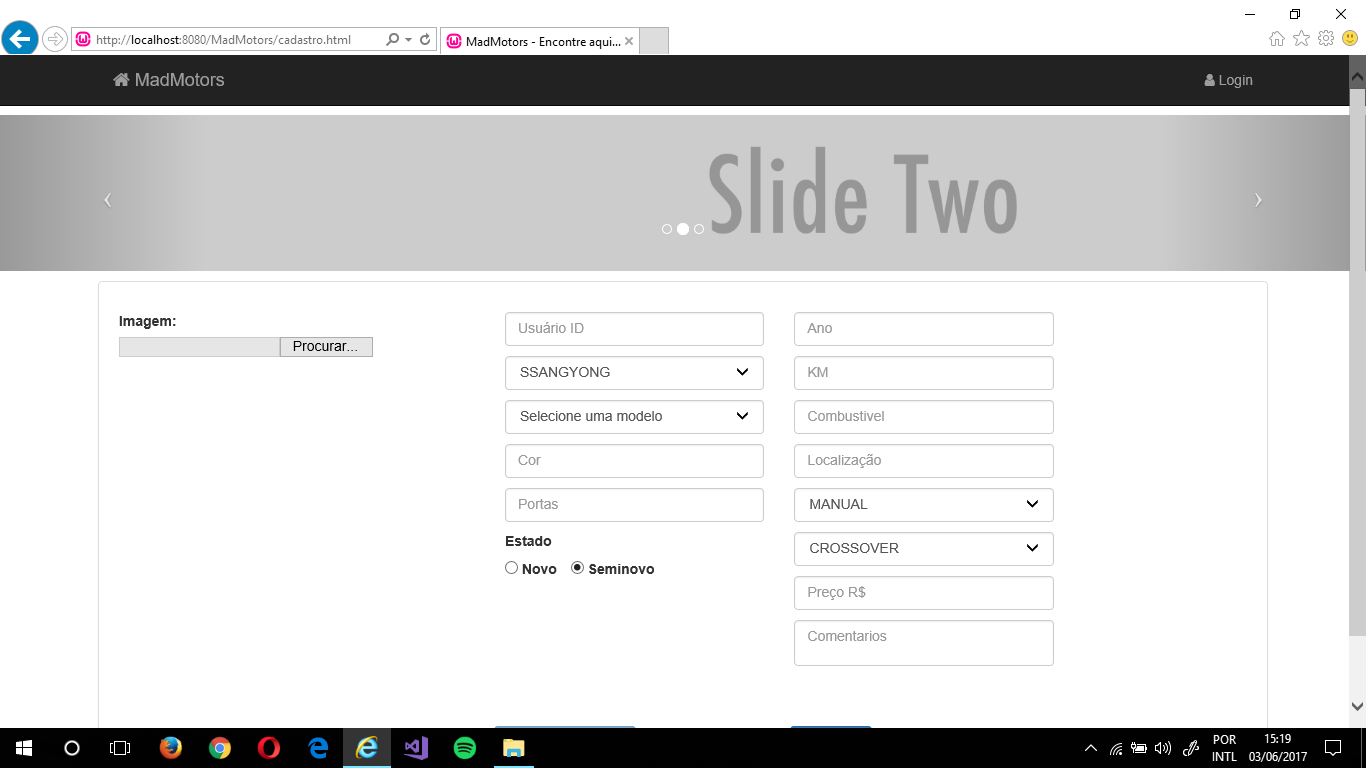 http://localhost:8080/MadMotors/cadastro.html
MadMotors - Encontre aqui...
MadMotors
Login
Slide Two
Imagem:
Procurar...
Usuário ID
SSANGYONG
Selecione uma modelo
Cor
Portas
Estado
Novo
Seminovo
Ano
KM
Combustivel
Localização
MANUAL
CROSSOVER
Preço R$
Comentarios
POR
INTL
15:19
03/06/2017